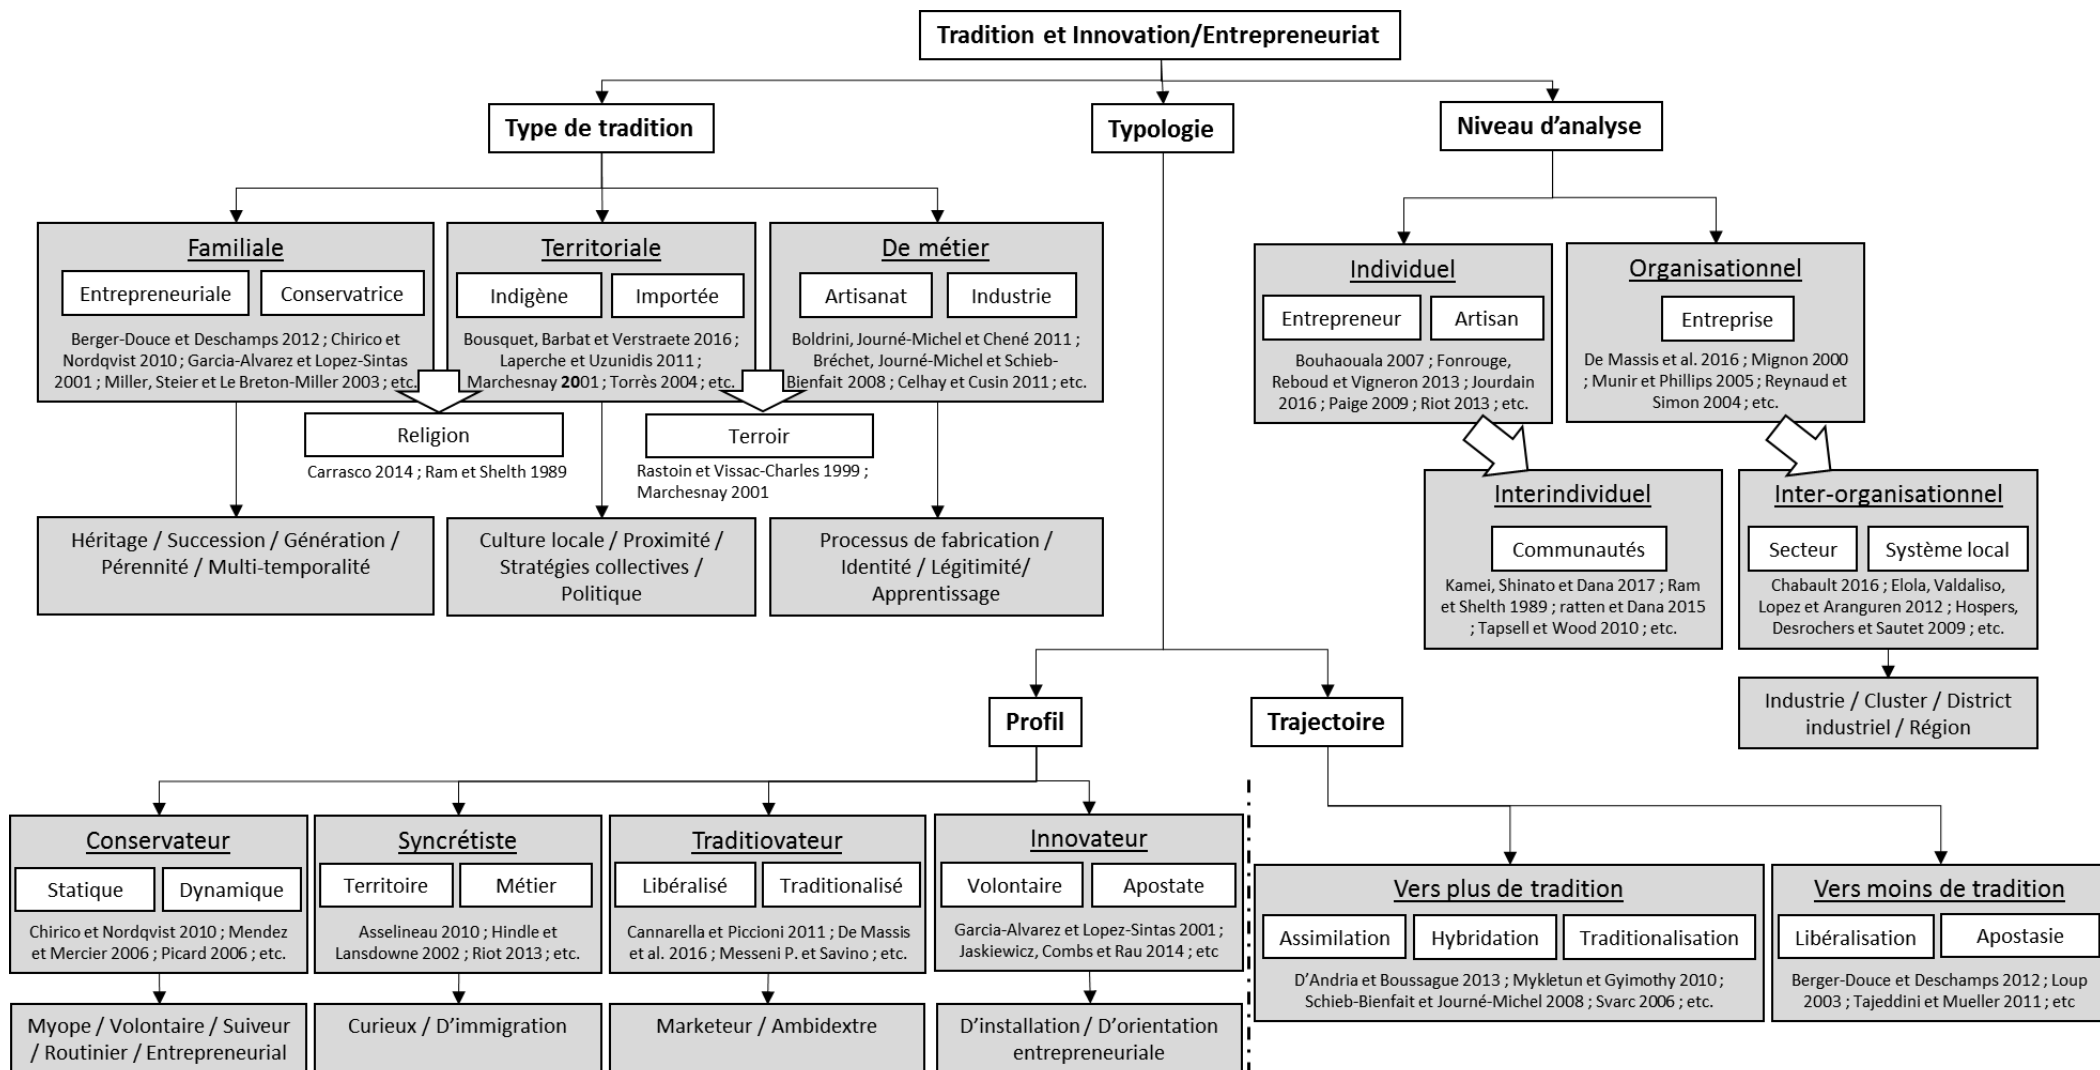 Tradition et Innovation/Entrepreneuriat
Type de tradition
Typologie
Niveau d'analyse
Familiale
Entrepreneuriale
Conservatrice
Berger-Douce et Deschamps 2012 ; Chirico et
Nordqvist 2010 ; Garcia-Alvarez et Lopez-Sintas
2001 ; Miller, Steier et Le Breton-Miller 2003 ; etc.
Territoriale
Indigène
Importée
Bousquet, Barbat et Verstraete 2016 ;
Laperche et Uzunidis 2011 ;
Marchesnay 2001 ; Torrès 2004 ; etc.
De métier
Artisanat
Industrie
Boldrini, Journé-Michel et Chené 2011 ;
Bréchet, Journé-Michel et Schieb-
Bienfait 2008 ; Celhay et Cusin 2011 ; etc.
Religion
Carrasco 2014 ; Ram et Shelth 1989
Terroir
Rastoin et Vissac-Charles 1999 ;
Marchesnay 2001
Héritage / Succession / Génération /
Pérennité / Multi-temporalité
Culture locale / Proximité /
Stratégies collectives /
Politique
Processus de fabrication /
Identité / Légitimité/
Apprentissage
Individuel
Entrepreneur
Artisan
Bouhaouala 2007 ; Fonrouge,
Reboud et Vigneron 2013 ; Jourdain
2016 ; Paige 2009 ; Riot 2013 ; etc.
Organisationnel
Entreprise
De Massis et al. 2016 ; Mignon 2000
; Munir et Phillips 2005 ; Reynaud et
Simon 2004 ; etc.
Interindividuel
Communautés
Kamei, Shinato et Dana 2017 ; Ram
et Shelth 1989 ; ratten et Dana 2015
; Tapsell et Wood 2010 ; etc.
Inter-organisationnel
Secteur
Système local
Chabault 2016 ; Elola, Valdaliso,
Lopez et Aranguren 2012 ; Hospers,
Desrochers et Sautet 2009 ; etc.
Industrie / Cluster / District
industriel / Région
Profil
Trajectoire
Conservateur
Statique
Dynamique
Chirico et Nordqvist 2010 ; Mendez
et Mercier 2006 ; Picard 2006 ; etc.
Syncrétiste
Territoire
Métier
Asselineau 2010 ; Hindle et
Lansdowne 2002 ; Riot 2013 ; etc.
Traditiovateur
Libéralisé
Traditionalisé
Cannarella et Piccioni 2011 ; De Massis
et al. 2016 ; Messeni P. et Savino ; etc.
Innovateur
Volontaire
Apostate
Garcia-Alvarez et Lopez-Sintas 2001 ;
Jaskiewicz, Combs et Rau 2014 ; etc
Vers plus de tradition
Assimilation
Hybridation
Traditionalisation
D'Andria et Boussague 2013 ; Mykletun et Gyimothy 2010 ;
Schieb-Bienfait et Journé-Michel 2008 ; Svarc 2006 ; etc.
Vers moins de tradition
Libéralisation
Apostasie
Berger-Douce et Deschamps 2012 ; Loup
2003 ; Tajeddini et Mueller 2011 ; etc
Myope / Volontaire / Suiveur
/ Routinier / Entrepreneurial
Curieux / D'immigration
Marketeur / Ambidextre
D'installation / D'orientation
entrepreneuriale